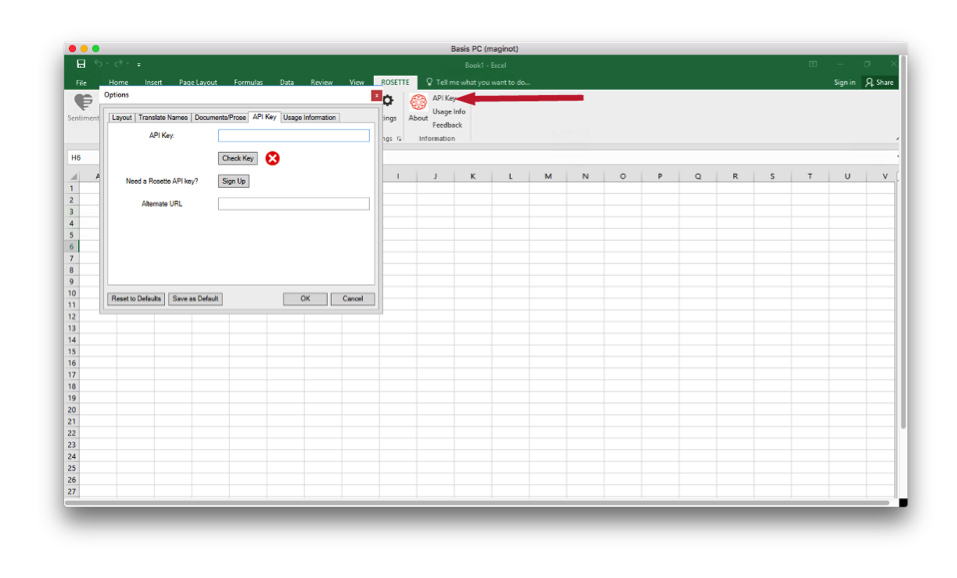 Basis PC (maginot)
Book1 - Excel
File Home Insert Page Layout Formulas Data Review View ROSETTE Tell me what you want to do... Sign in Share
Options
API Key
Sentiment
Layout Translate Names Documents/Prose API Key Usage Information
tings About
Usage Info
Feedback
API Key:
ngs Information
H6
Check Key
Need a Rosette API key? Sign Up
Alternate URL
Reset to Defaults Save as Default OK Cancel
A I J K L M N O P Q R S T U V
1
2
3
4
5
6
7
8
9
10
11
12
13
14
15
16
17
18
19
20
21
22
23
24
25
26
27